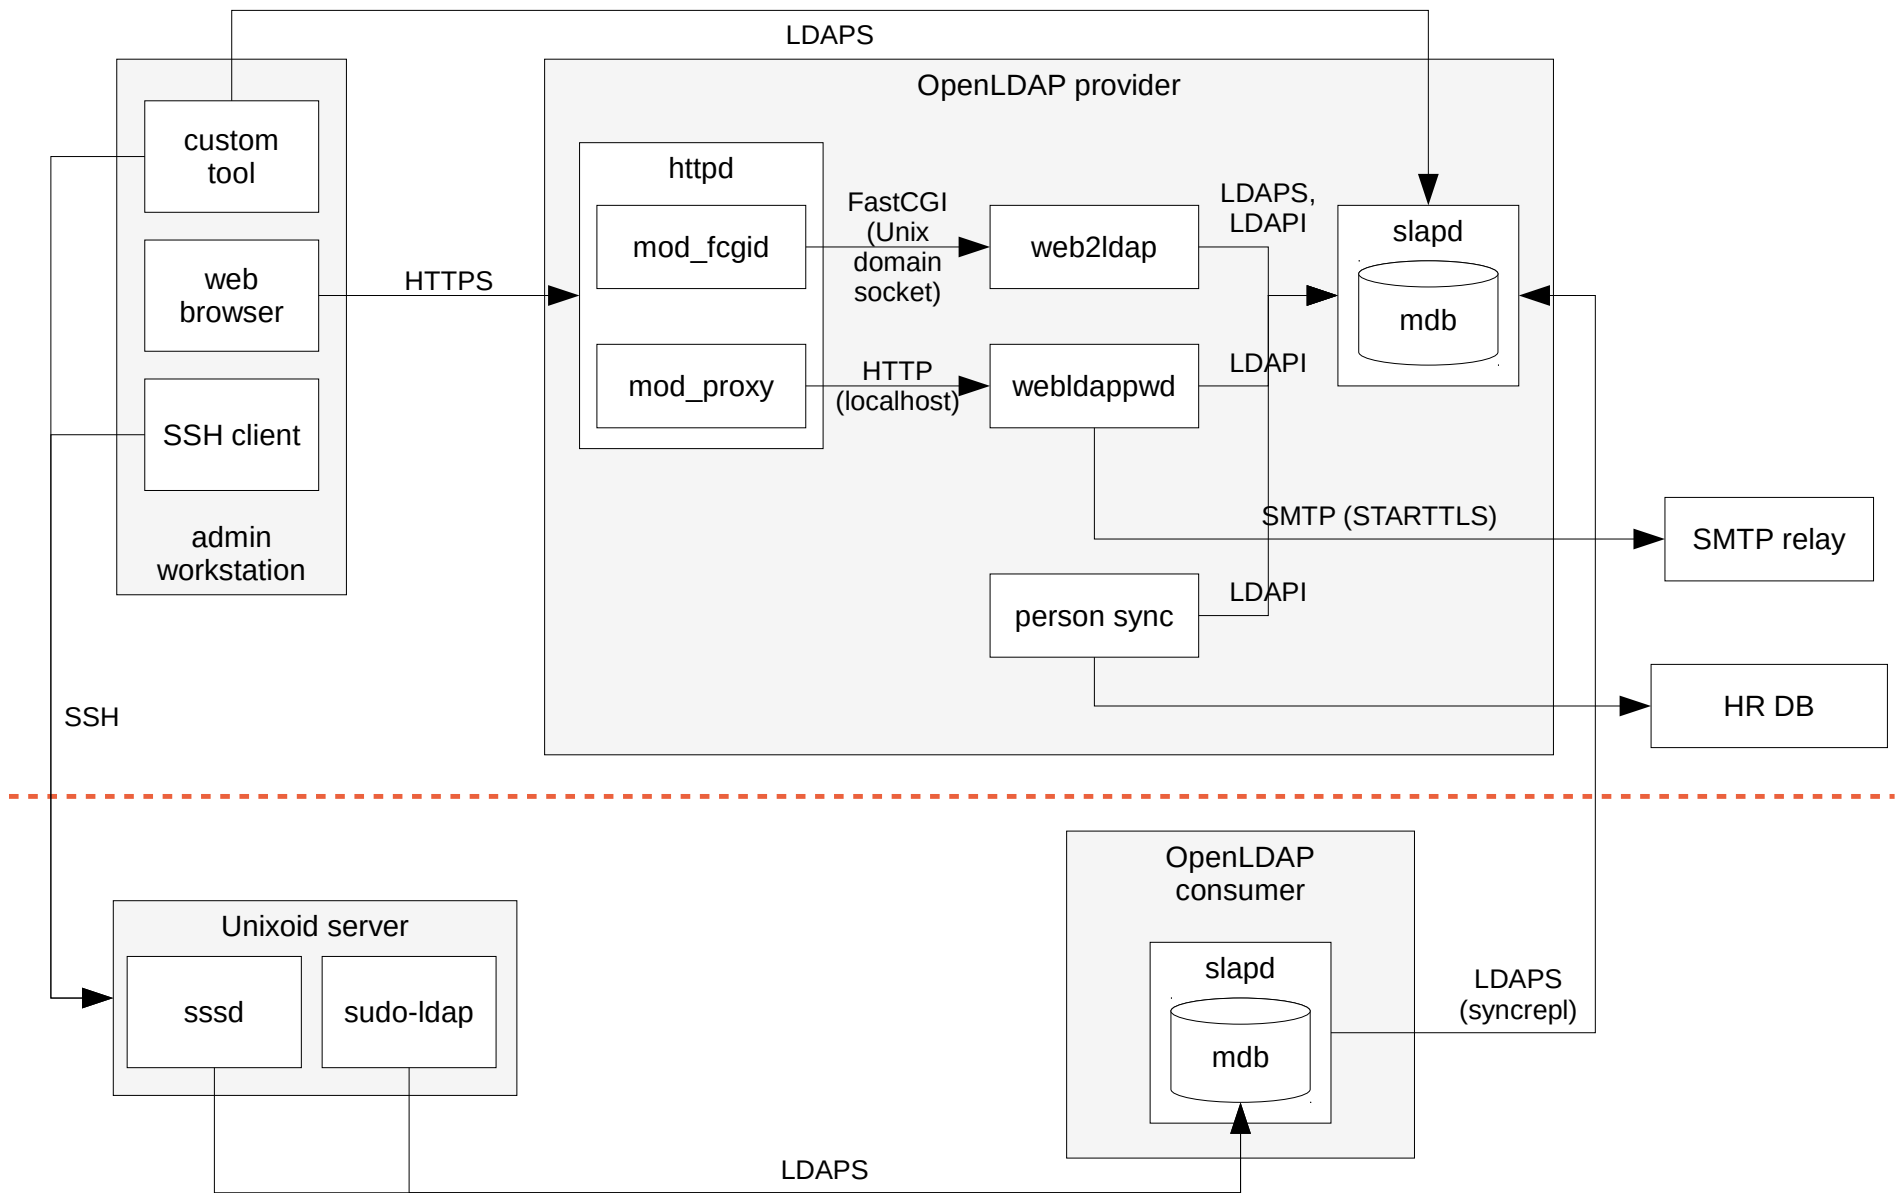 LDAPS
OpenLDAP provider
custom
tool
httpd
FastCGI
(Unix
domain
socket)
LDAPS,
LDAPI
mod_fcgid
web2ldap
slapd
mdb
web
browser
HTTPS
mod_proxy
HTTP
(localhost)
webldappwd
LDAPI
SSH client
admin
workstation
SMTP (STARTTLS)
SMTP relay
LDAPI
person sync
HR DB
SSH
OpenLDAP
consumer
Unixoid server
sssd
sudo-ldap
slapd
mdb
LDAPS
(syncrepl)
LDAPS